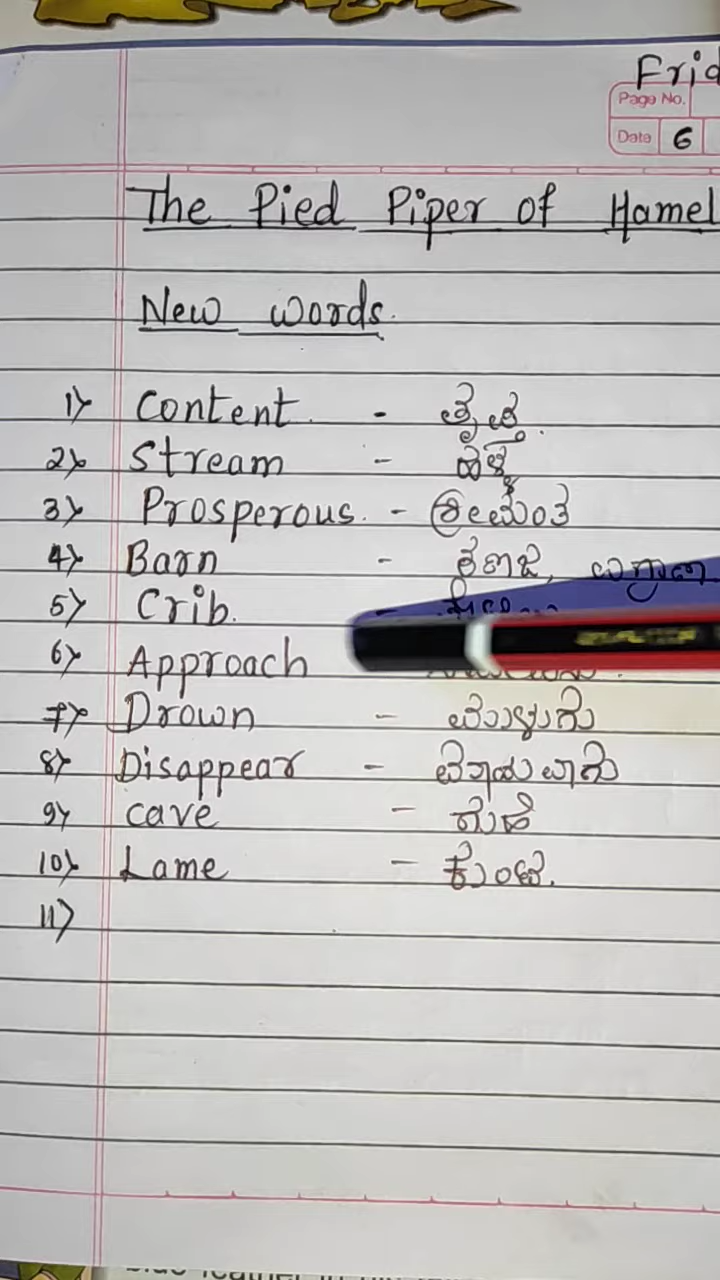 Frid
Page No.
Date 6
The Pied Piper of Hamel
New words.
1) Content - ತೃಪ್ತಿ.
2) Stream - ಹಳ್ಳ
3) Prosperous. - ಶ್ರೀಮಂತ
4) Barn - ಕಣಜ,
5) Crib. -
6) Approach
7) Drown - ಮುಳುಗು
8) Disappear - ಮಾಯವಾಗು
9) Cave - ಗುಹೆ
10) Lame - ಕುಂಟ.
11)